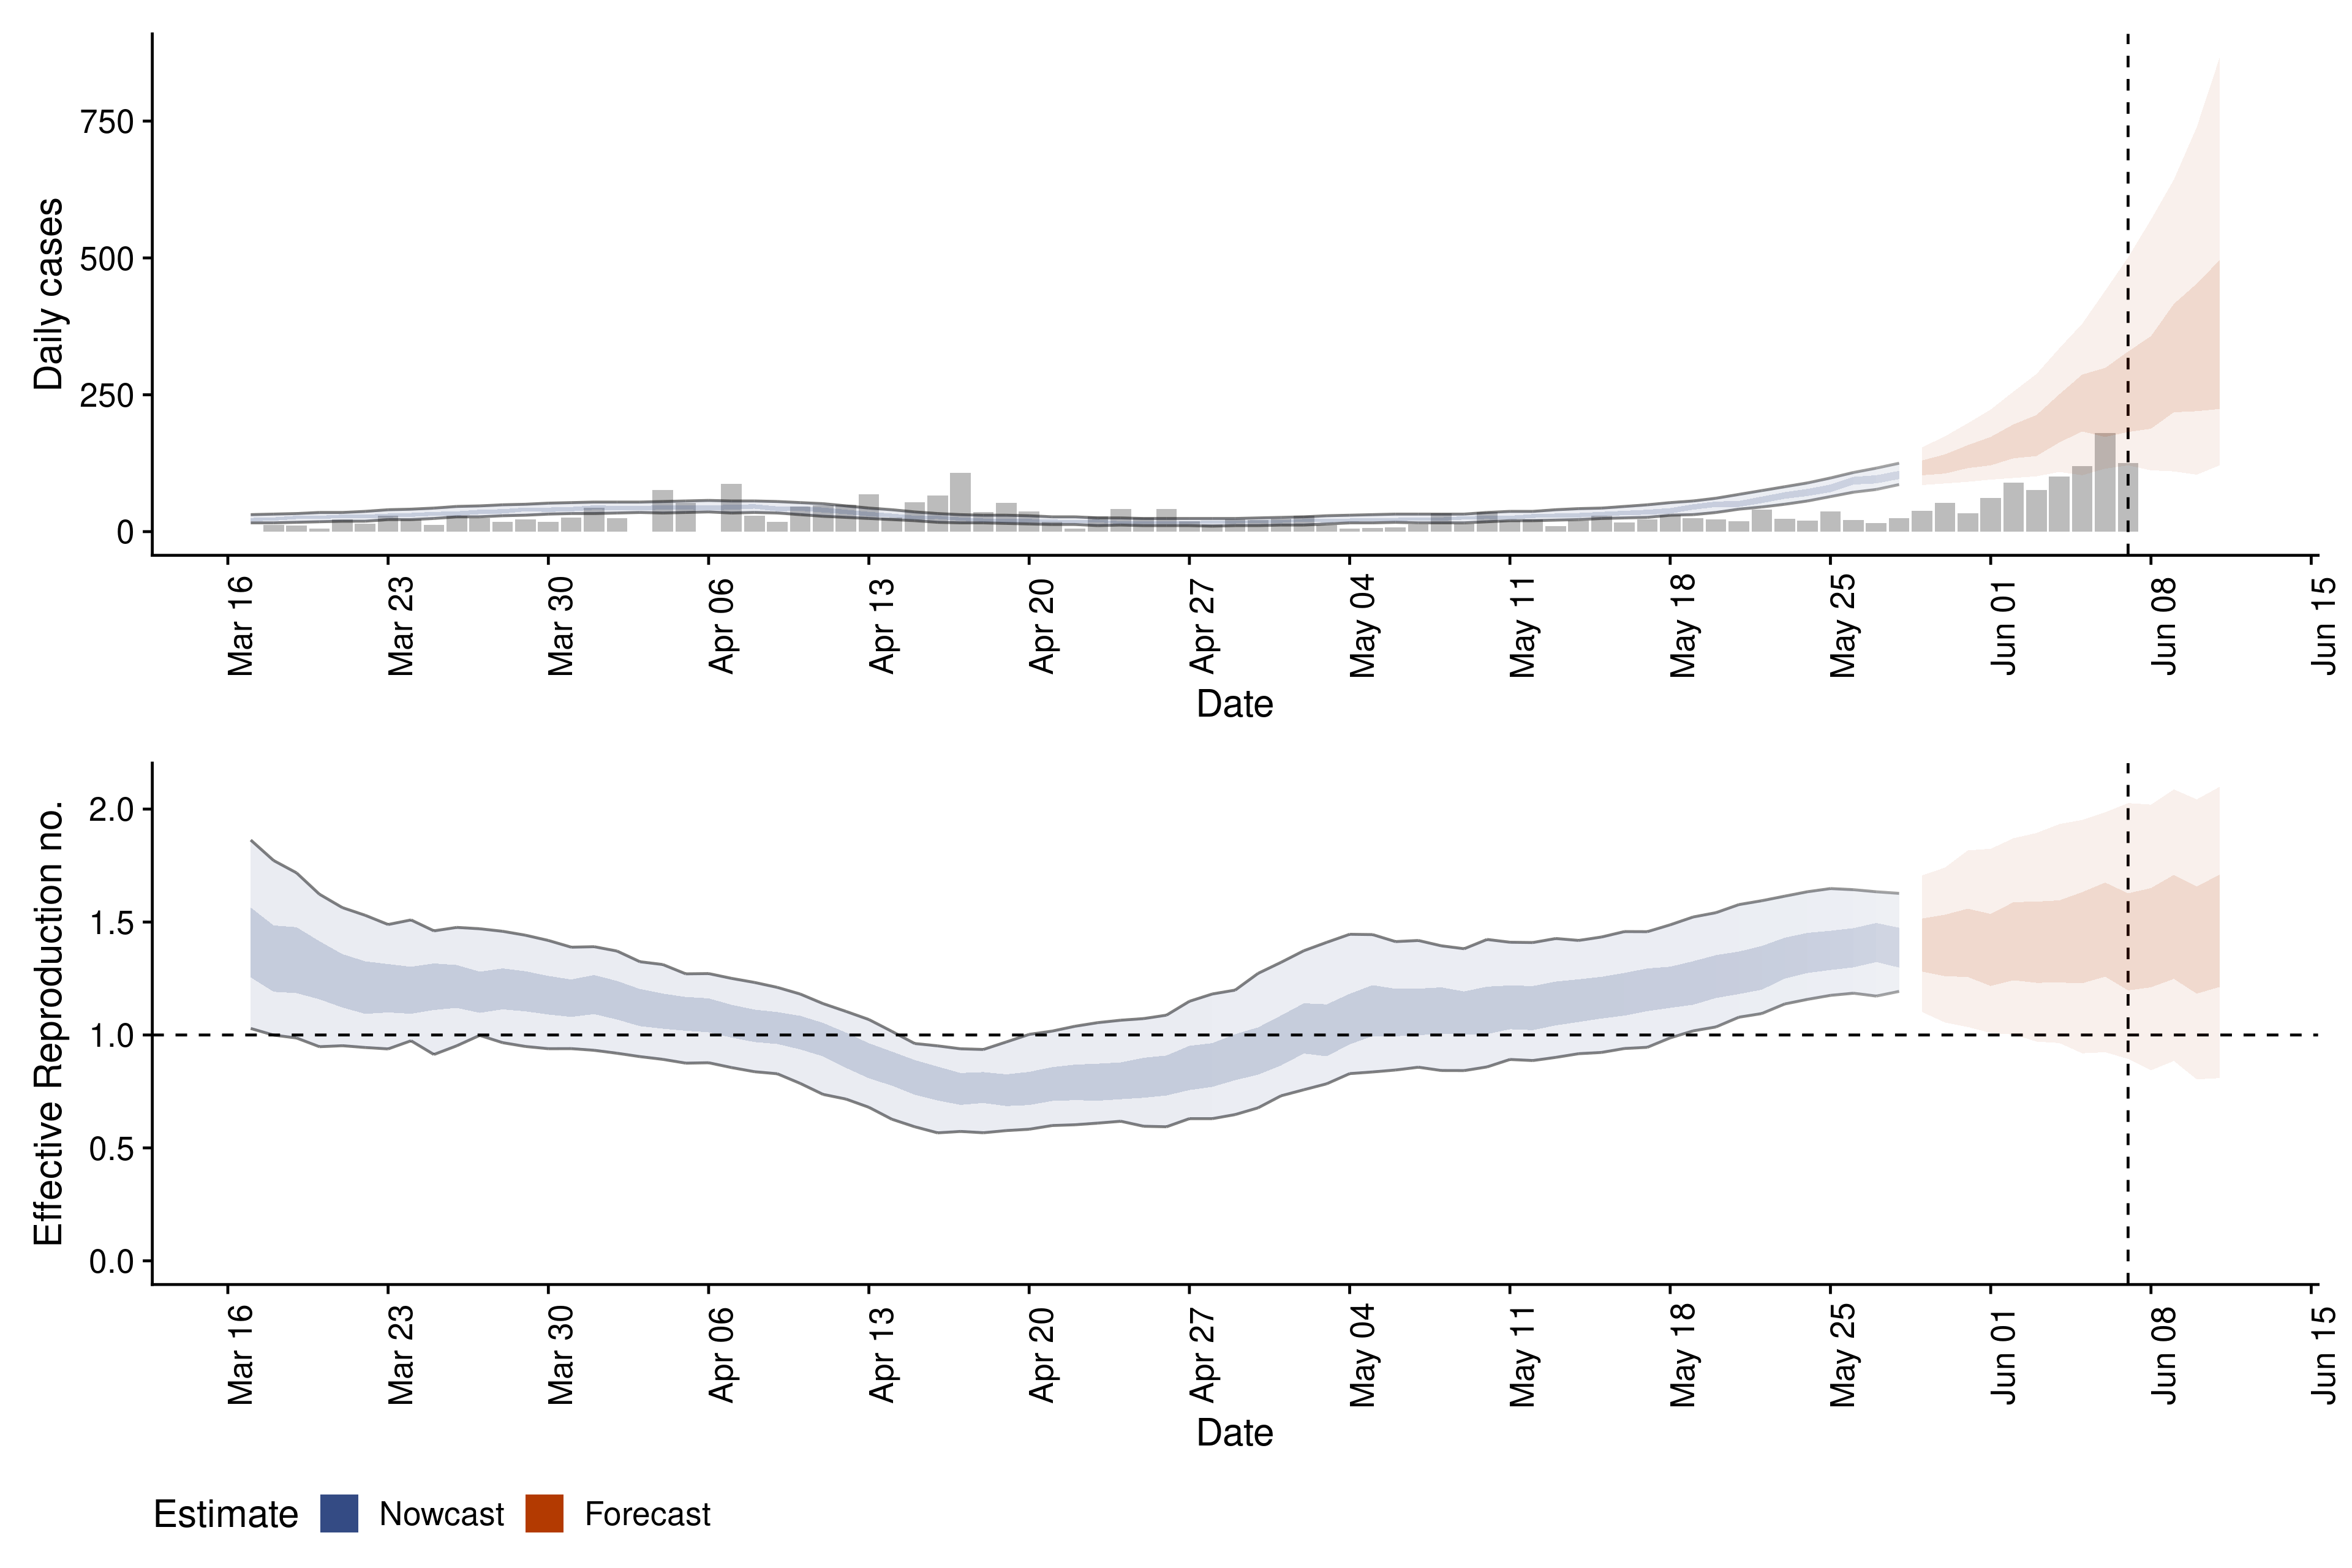 Daily cases
750
500
250
0
Mar 16
Mar 23
Mar 30
Apr 06
Apr 13
Apr 20
Apr 27
May 04
May 11
May 18
May 25
Jun 01
Jun 08
Jun 15
Date
Effective Reproduction no.
2.0
1.5
1.0
0.5
0.0
Mar 16
Mar 23
Mar 30
Apr 06
Apr 13
Apr 20
Apr 27
May 04
May 11
May 18
May 25
Jun 01
Jun 08
Jun 15
Date
Estimate Nowcast Forecast